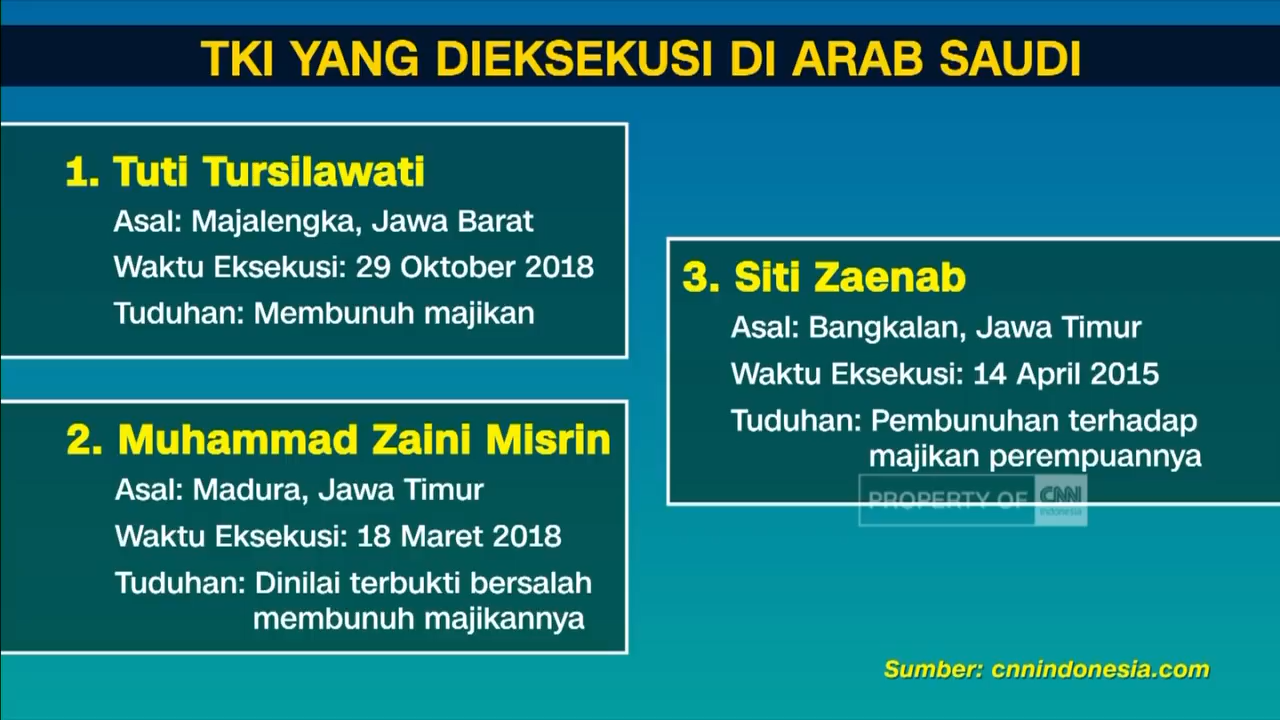 TKI YANG DIEKSEKUSI DI ARAB SAUDI
1. Tuti Tursilawati
Asal: Majalengka, Jawa Barat
Waktu Eksekusi: 29 Oktober 2018
Tuduhan: Membunuh majikan
2. Muhammad Zaini Misrin
Asal: Madura, Jawa Timur
Waktu Eksekusi: 18 Maret 2018
Tuduhan: Dinilai terbukti bersalah
membunuh majikannya
3. Siti Zaenab
Asal: Bangkalan, Jawa Timur
Waktu Eksekusi: 14 April 2015
Tuduhan: Pembunuhan terhadap
majikan perempuannya
PROPERTY OF CNN
Indonesia
Sumber: cnnindonesia.com